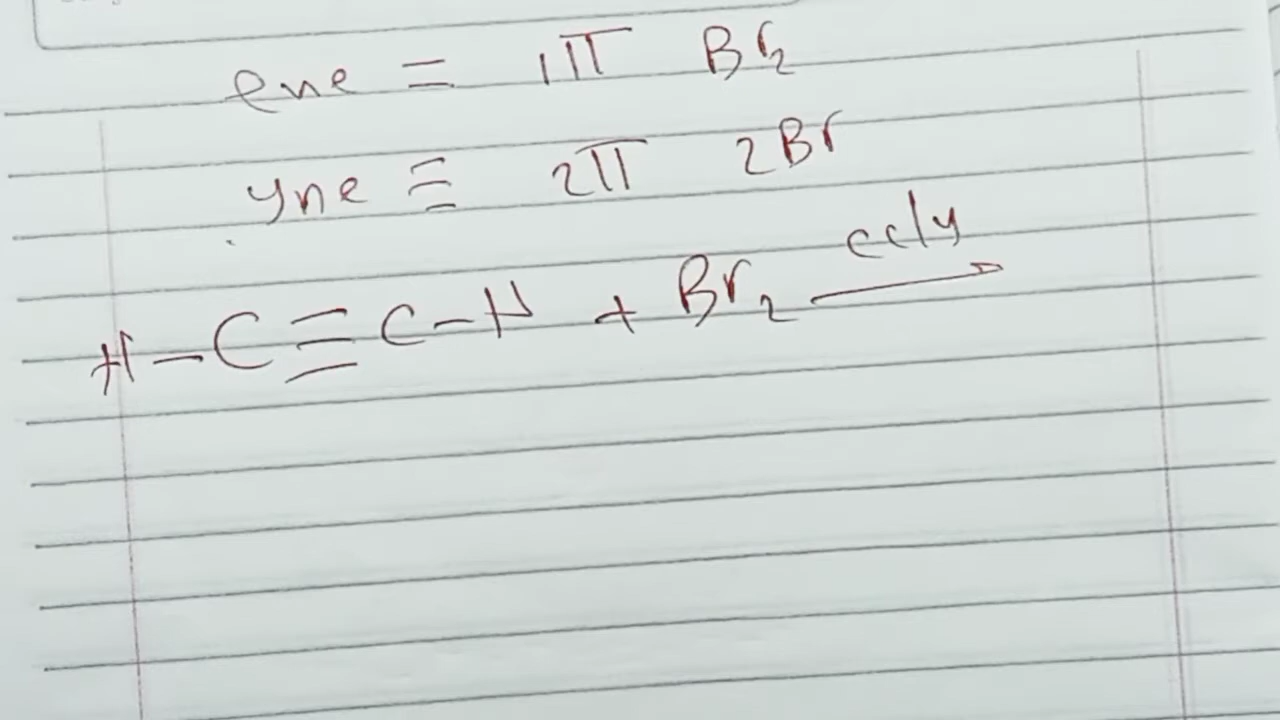 ene = 1π Br₂
yne ≡ 2π 2Br
H-C≡C-H + Br₂ ccl4 →